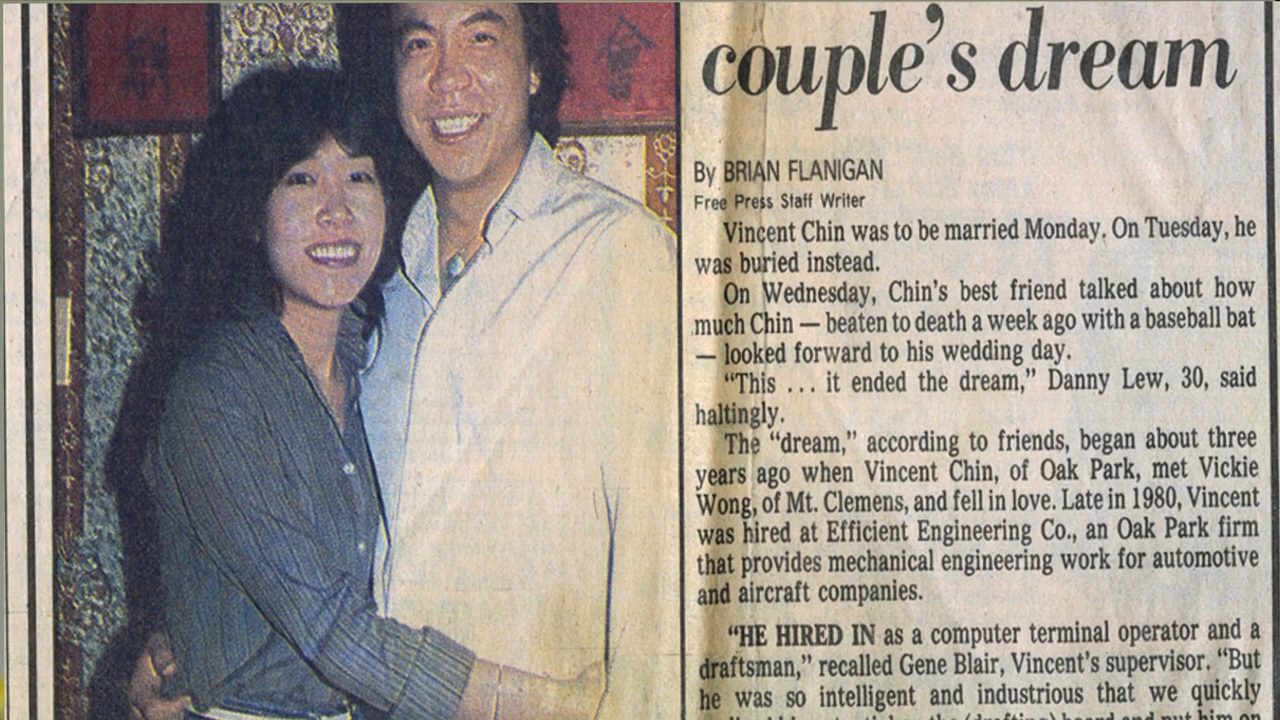 會
couple's dream
By BRIAN FLANIGAN
Free Press Staff Writer
Vincent Chin was to be married Monday. On Tuesday, he
was buried instead.
On Wednesday, Chin's best friend talked about how
much Chin — beaten to death a week ago with a baseball bat
— looked forward to his wedding day.
“This . . . it ended the dream,” Danny Lew, 30, said
haltingly.
The “dream,” according to friends, began about three
years ago when Vincent Chin, of Oak Park, met Vickie
Wong, of Mt. Clemens, and fell in love. Late in 1980, Vincent
was hired at Efficient Engineering Co., an Oak Park firm
that provides mechanical engineering work for automotive
and aircraft companies.
“HE HIRED IN as a computer terminal operator and a
draftsman,” recalled Gene Blair, Vincent's supervisor. “But
he was so intelligent and industrious that we quickly